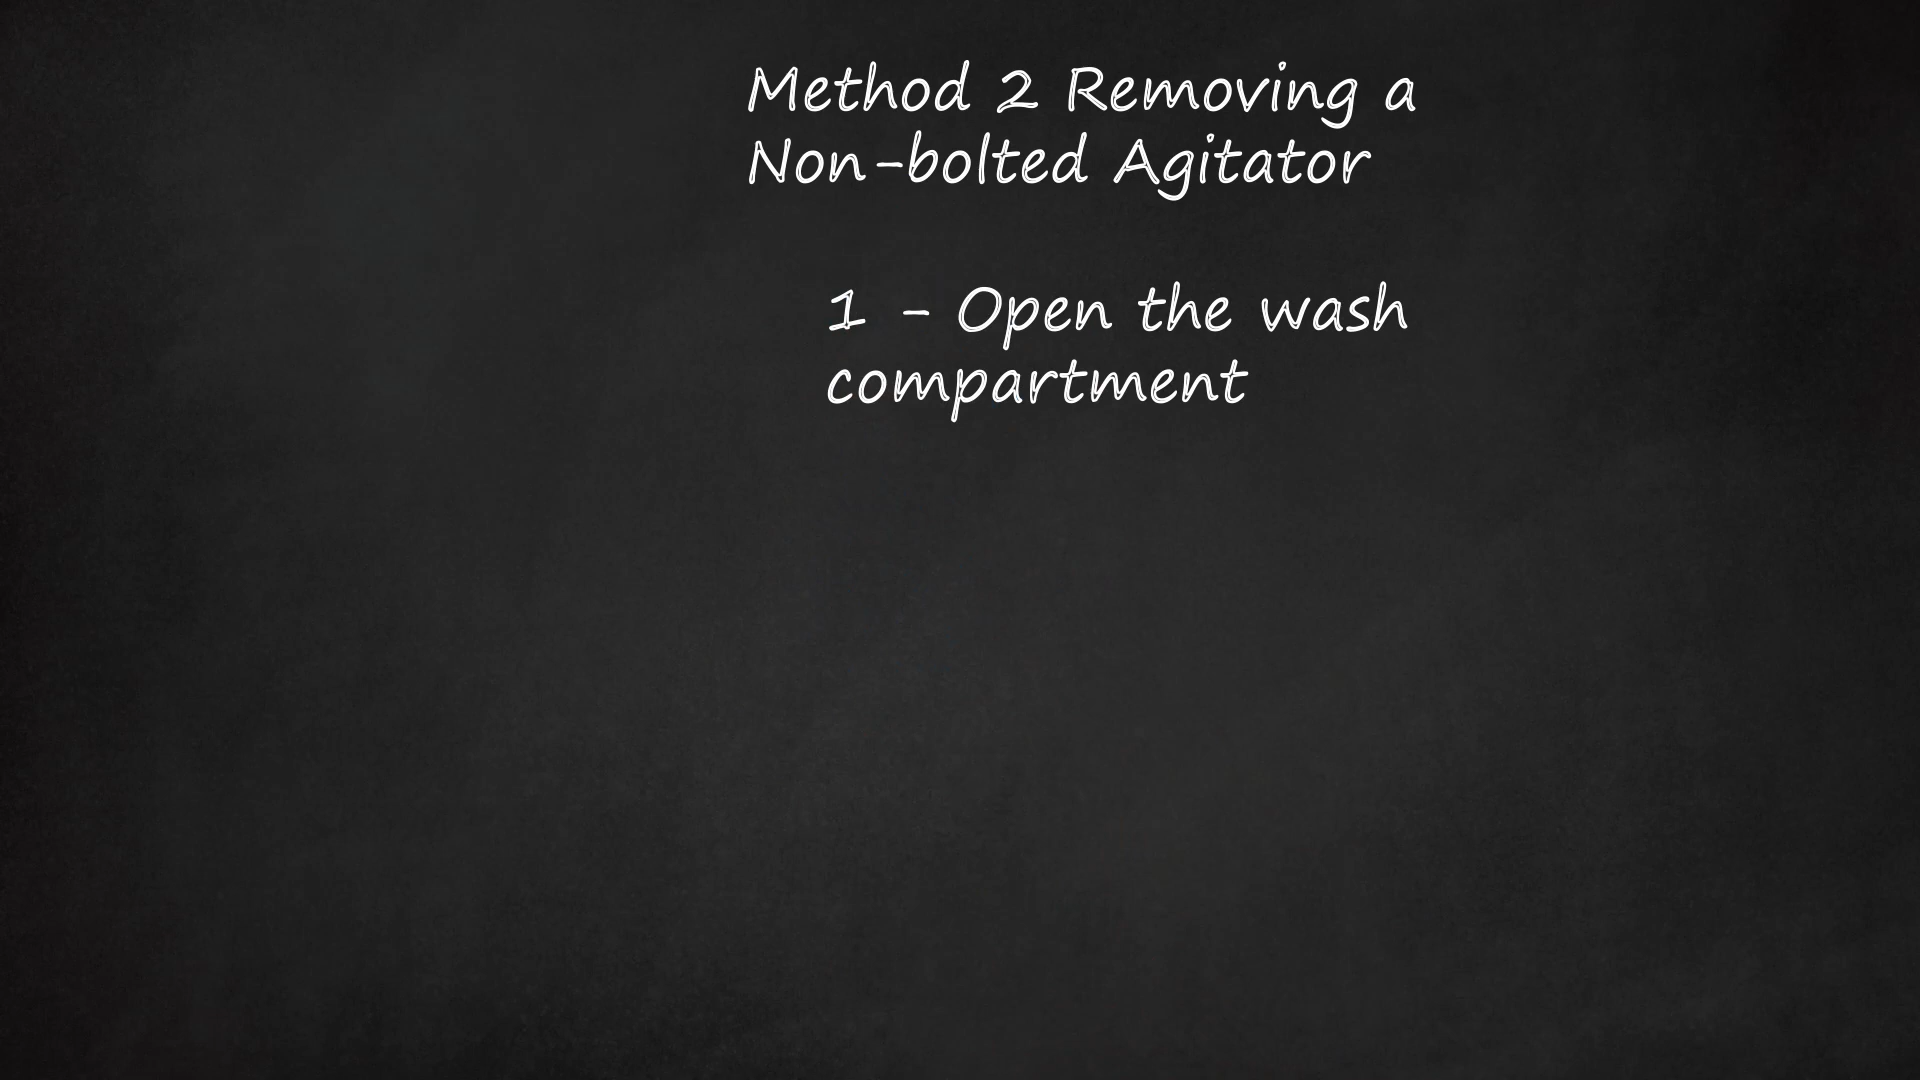 Method 2 Removing a
Non-bolted Agitator
1 - Open the wash
compartment